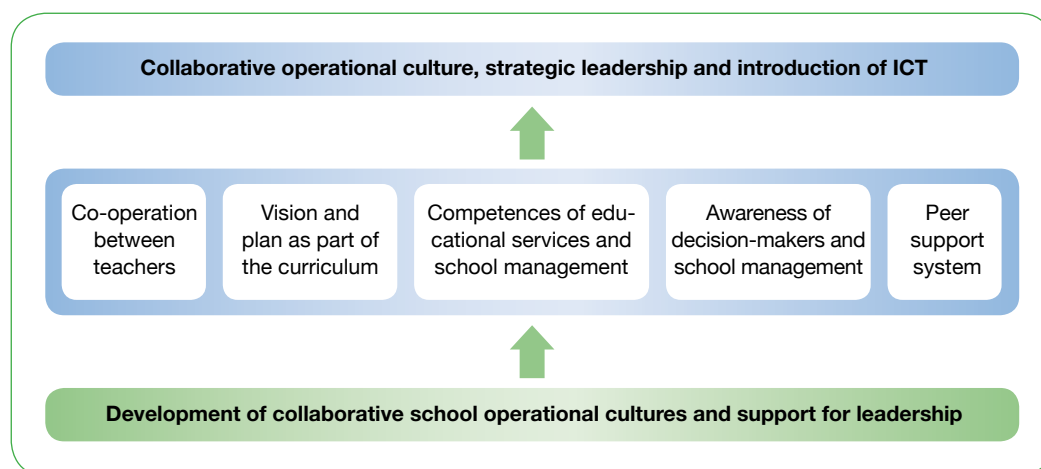 Collaborative operational culture, strategic leadership and introduction of ICT
Co-operation
between
teachers
Vision and
plan as part of
the curriculum
Competences of edu-
cational services and
school management
Awareness of
decision-makers and
school management
Peer
support
system
Development of collaborative school operational cultures and support for leadership